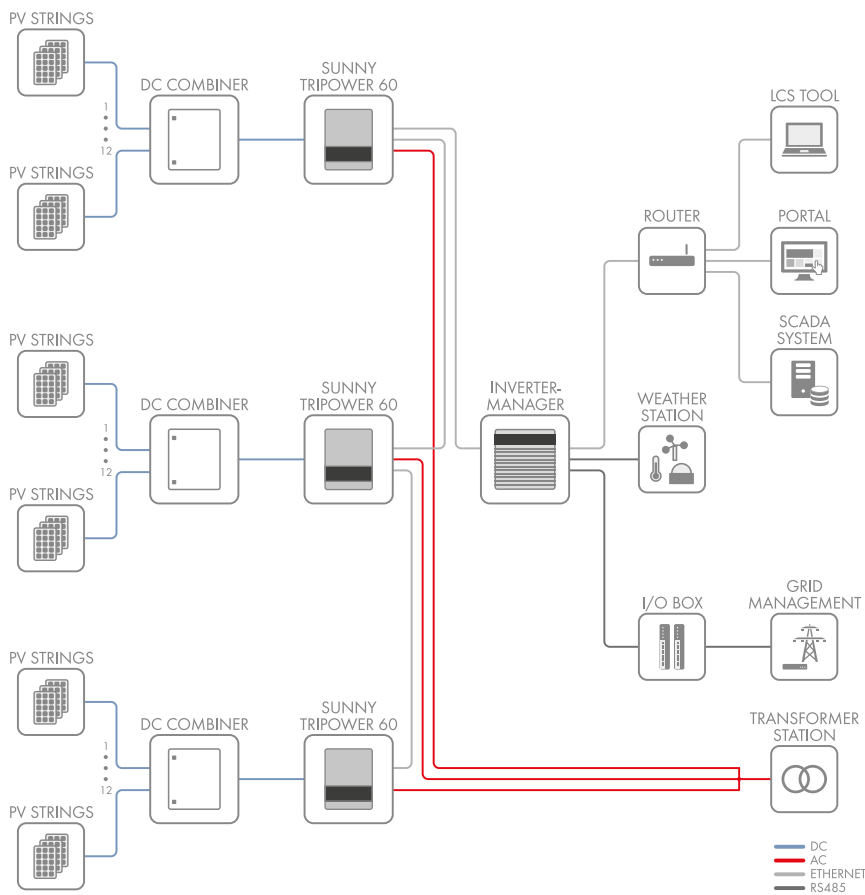 PV STRINGS
DC COMBINER
SUNNY
TRIPOWER 60
1
12
PV STRINGS
PV STRINGS
DC COMBINER
SUNNY
TRIPOWER 60
1
12
PV STRINGS
PV STRINGS
DC COMBINER
SUNNY
TRIPOWER 60
1
12
PV STRINGS
INVERTER-
MANAGER
ROUTER
LCS TOOL
PORTAL
SCADA
SYSTEM
WEATHER
STATION
I/O BOX
GRID
MANAGEMENT
TRANSFORMER
STATION
DC
AC
ETHERNET
RS485